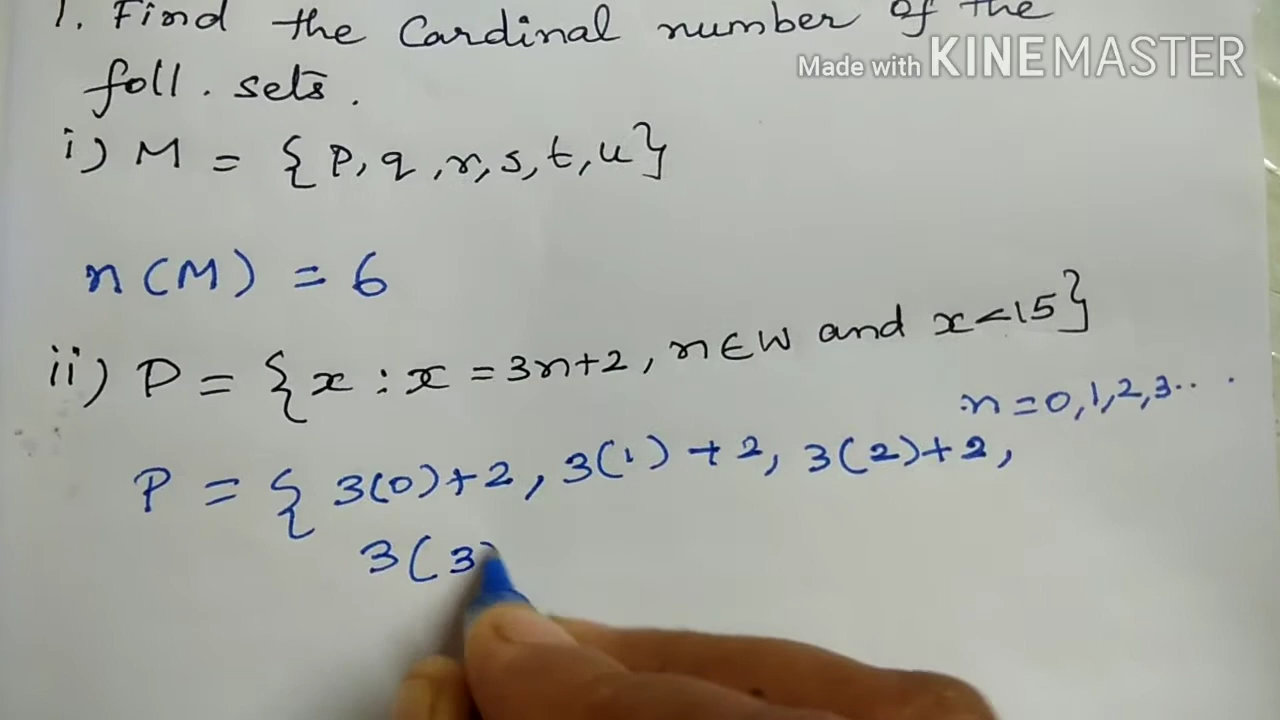 1. Find the Cardinal number of the
Made with KINEMASTER
foll. sets.
i) M = {P, q, r, s, t, u}
n(M) = 6
ii) P = {x : x = 3n+2, n∈W and x<15}
n=0,1,2,3...
P = { 3(0)+2, 3(1)+2, 3(2)+2,
3(3)